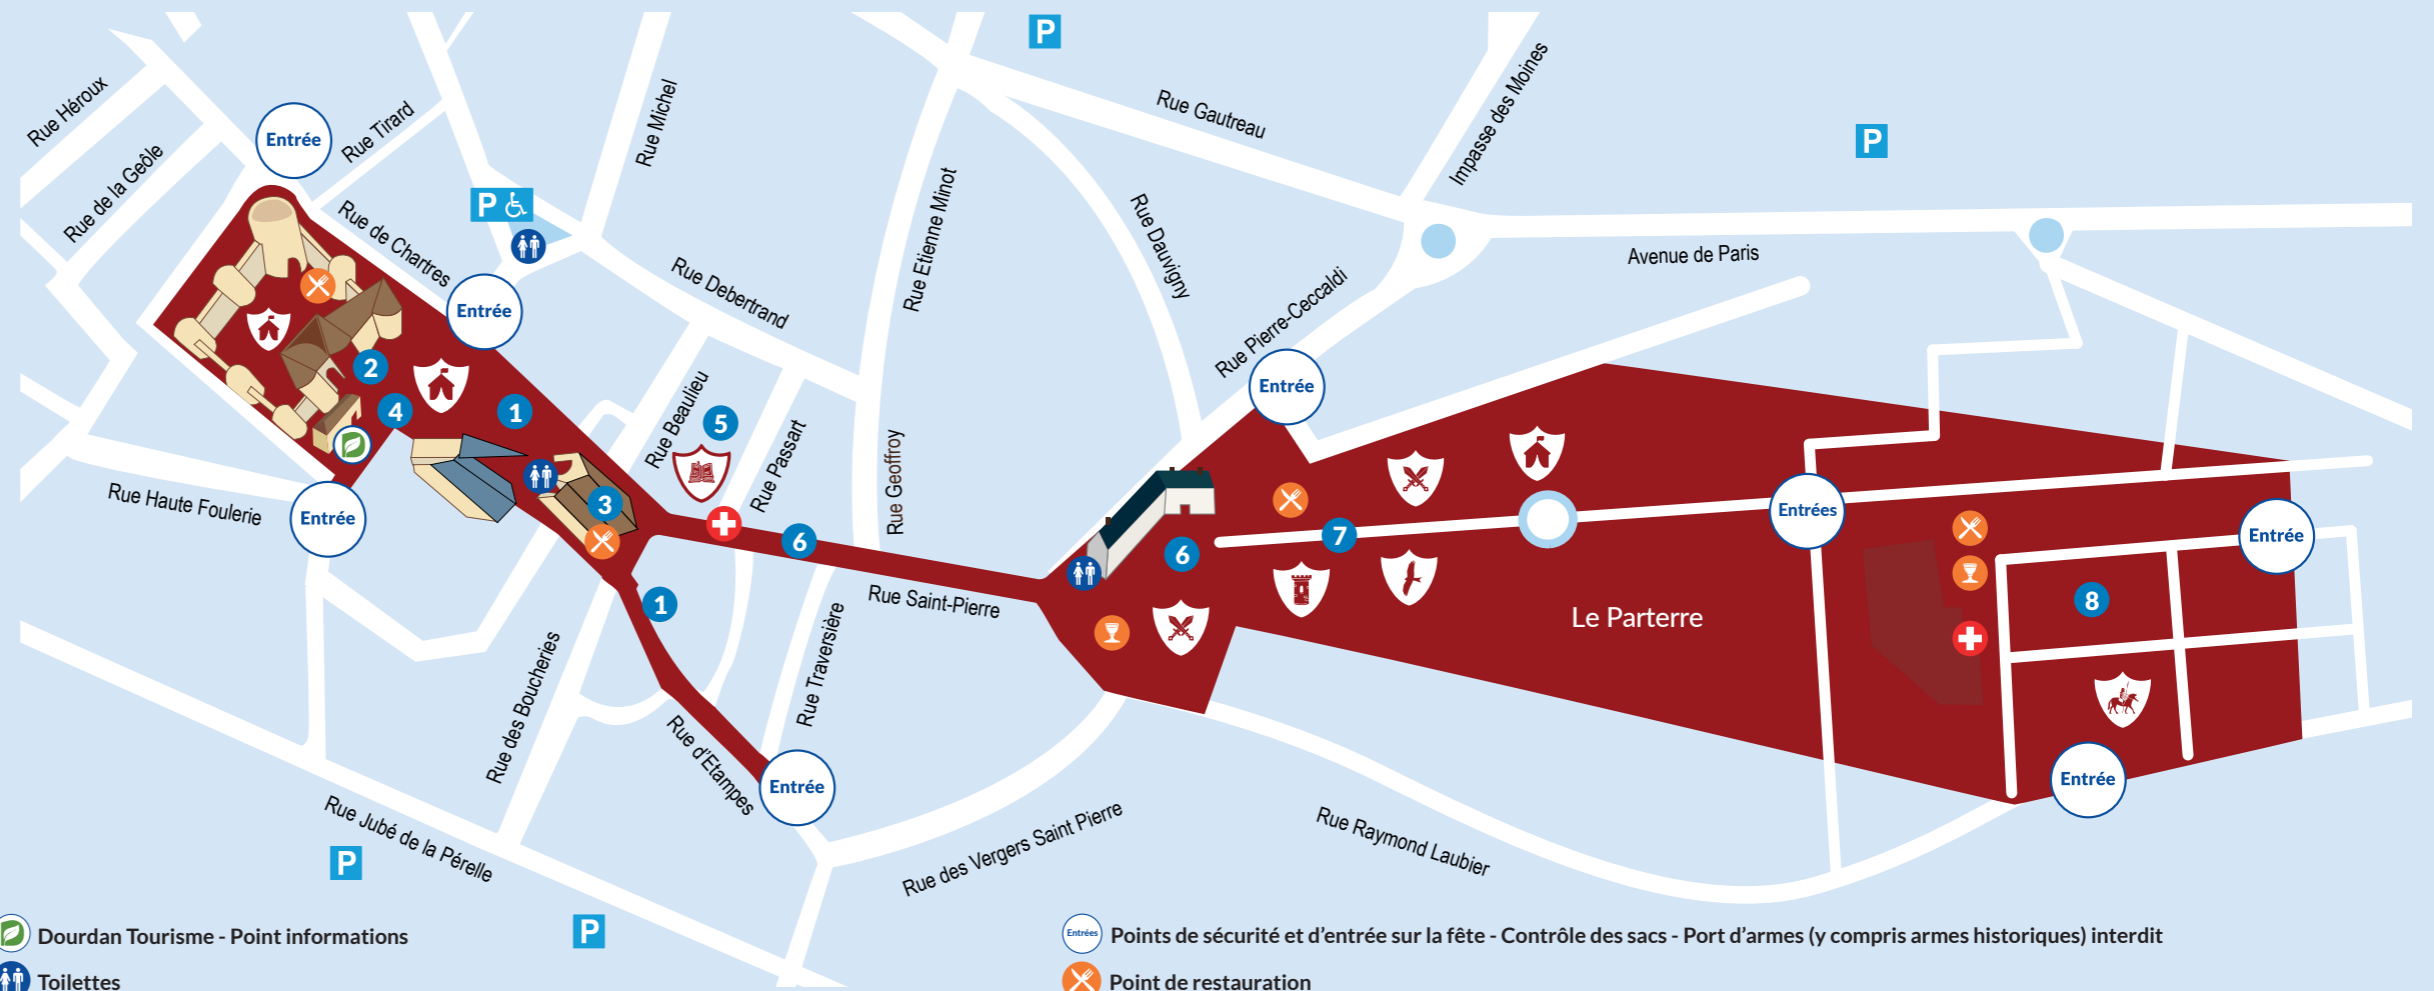 P
Rue Héroux
Rue de la Geôle
Entrée
Rue Tirard
Rue Michel
Rue Gautreau
Impasse des Moines
P
P
Rue de Chartres
Entrée
Rue Debertrand
Rue Etienne Minot
Rue Dauvigny
Rue Pierre-Ceccaldi
Avenue de Paris
Entrée
2
4
1
Rue Beaulieu
5
Rue Passart
Rue Geoffroy
Rue Haute Foulerie
Entrée
3
6
6
7
Entrées
Entrée
1
Rue Saint-Pierre
Le Parterre
8
Rue des Boucheries
Rue Traversière
Rue d'Etampes
Entrée
Entrée
Rue Jubé de la Pérelle
Rue des Vergers Saint Pierre
Rue Raymond Laubier
P
P
Dourdan Tourisme - Point informations
Toilettes
Entrées
Points de sécurité et d'entrée sur la fête - Contrôle des sacs - Port d'armes (y compris armes historiques) interdit
Point de restauration